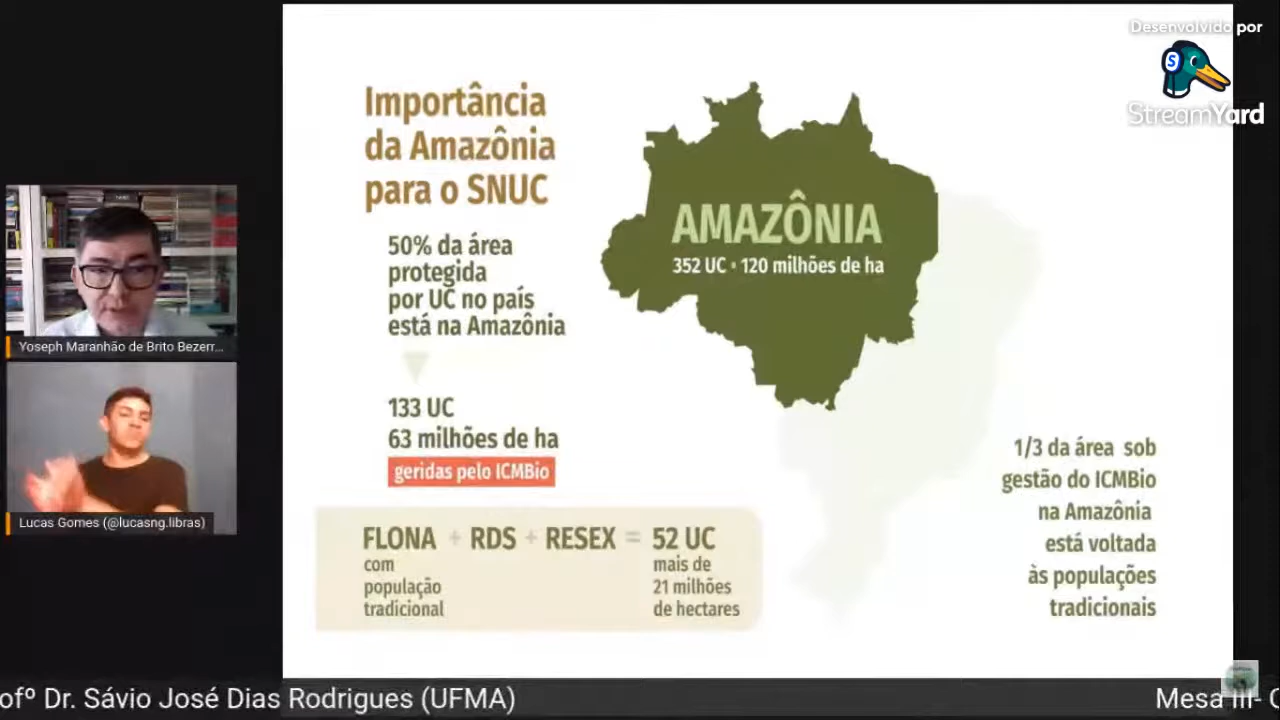 Desenvolvido por
StreamYard
Importância
da Amazônia
para o SNUC
50% da área
protegida
por UC no país
está na Amazônia
133 UC
63 milhões de ha
geridas pelo ICMBio
AMAZÔNIA
352 UC • 120 milhões de ha
1/3 da área sob
gestão do ICMBio
na Amazônia
está voltada
às populações
tradicionais
FLONA + RDS + RESEX = 52 UC
com
população
tradicional
mais de
21 milhões
de hectares
Yoseph Maranhão de Brito Bezerr...
Lucas Gomes (@lucasng.libras)
ofº Dr. Sávio José Dias Rodrigues (UFMA)
Mesa III- C